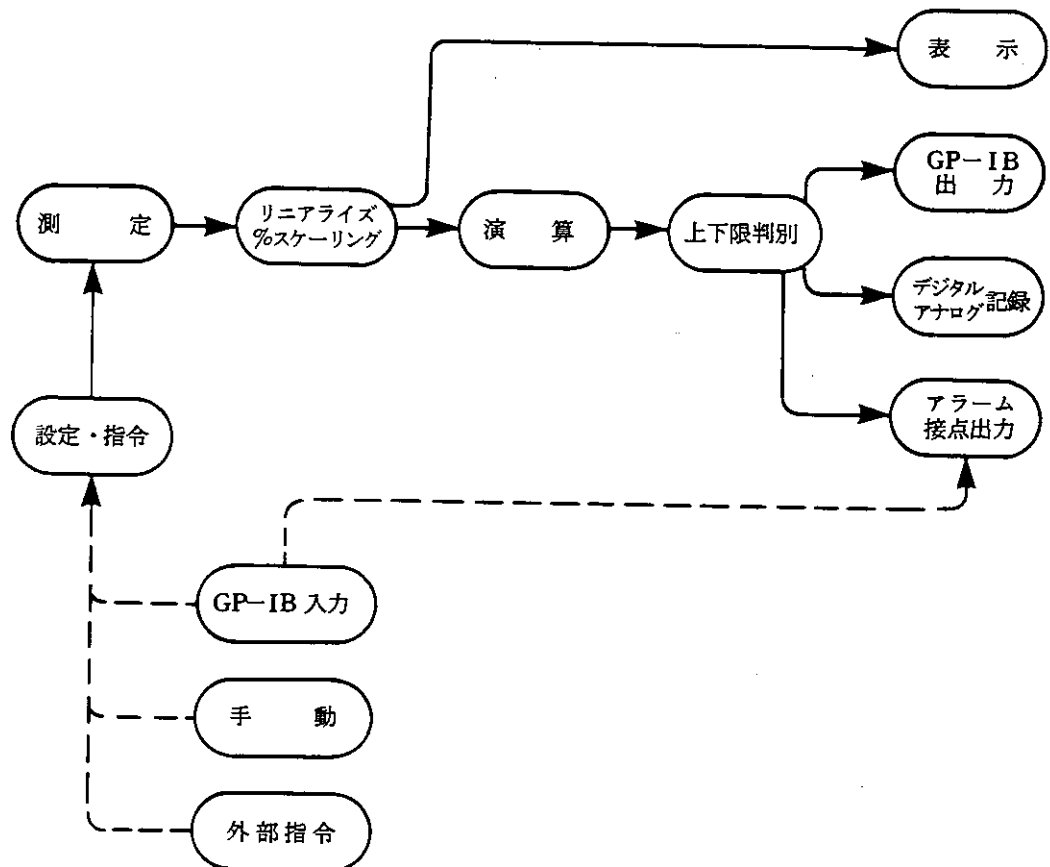 表 示
GP-IB
出 力
測 定
リニアライズ
%スケーリング
演 算
上下限判別
デジタル
アナログ 記録
設定・指令
アラーム
接点出力
GP-IB 入力
手 動
外部指令